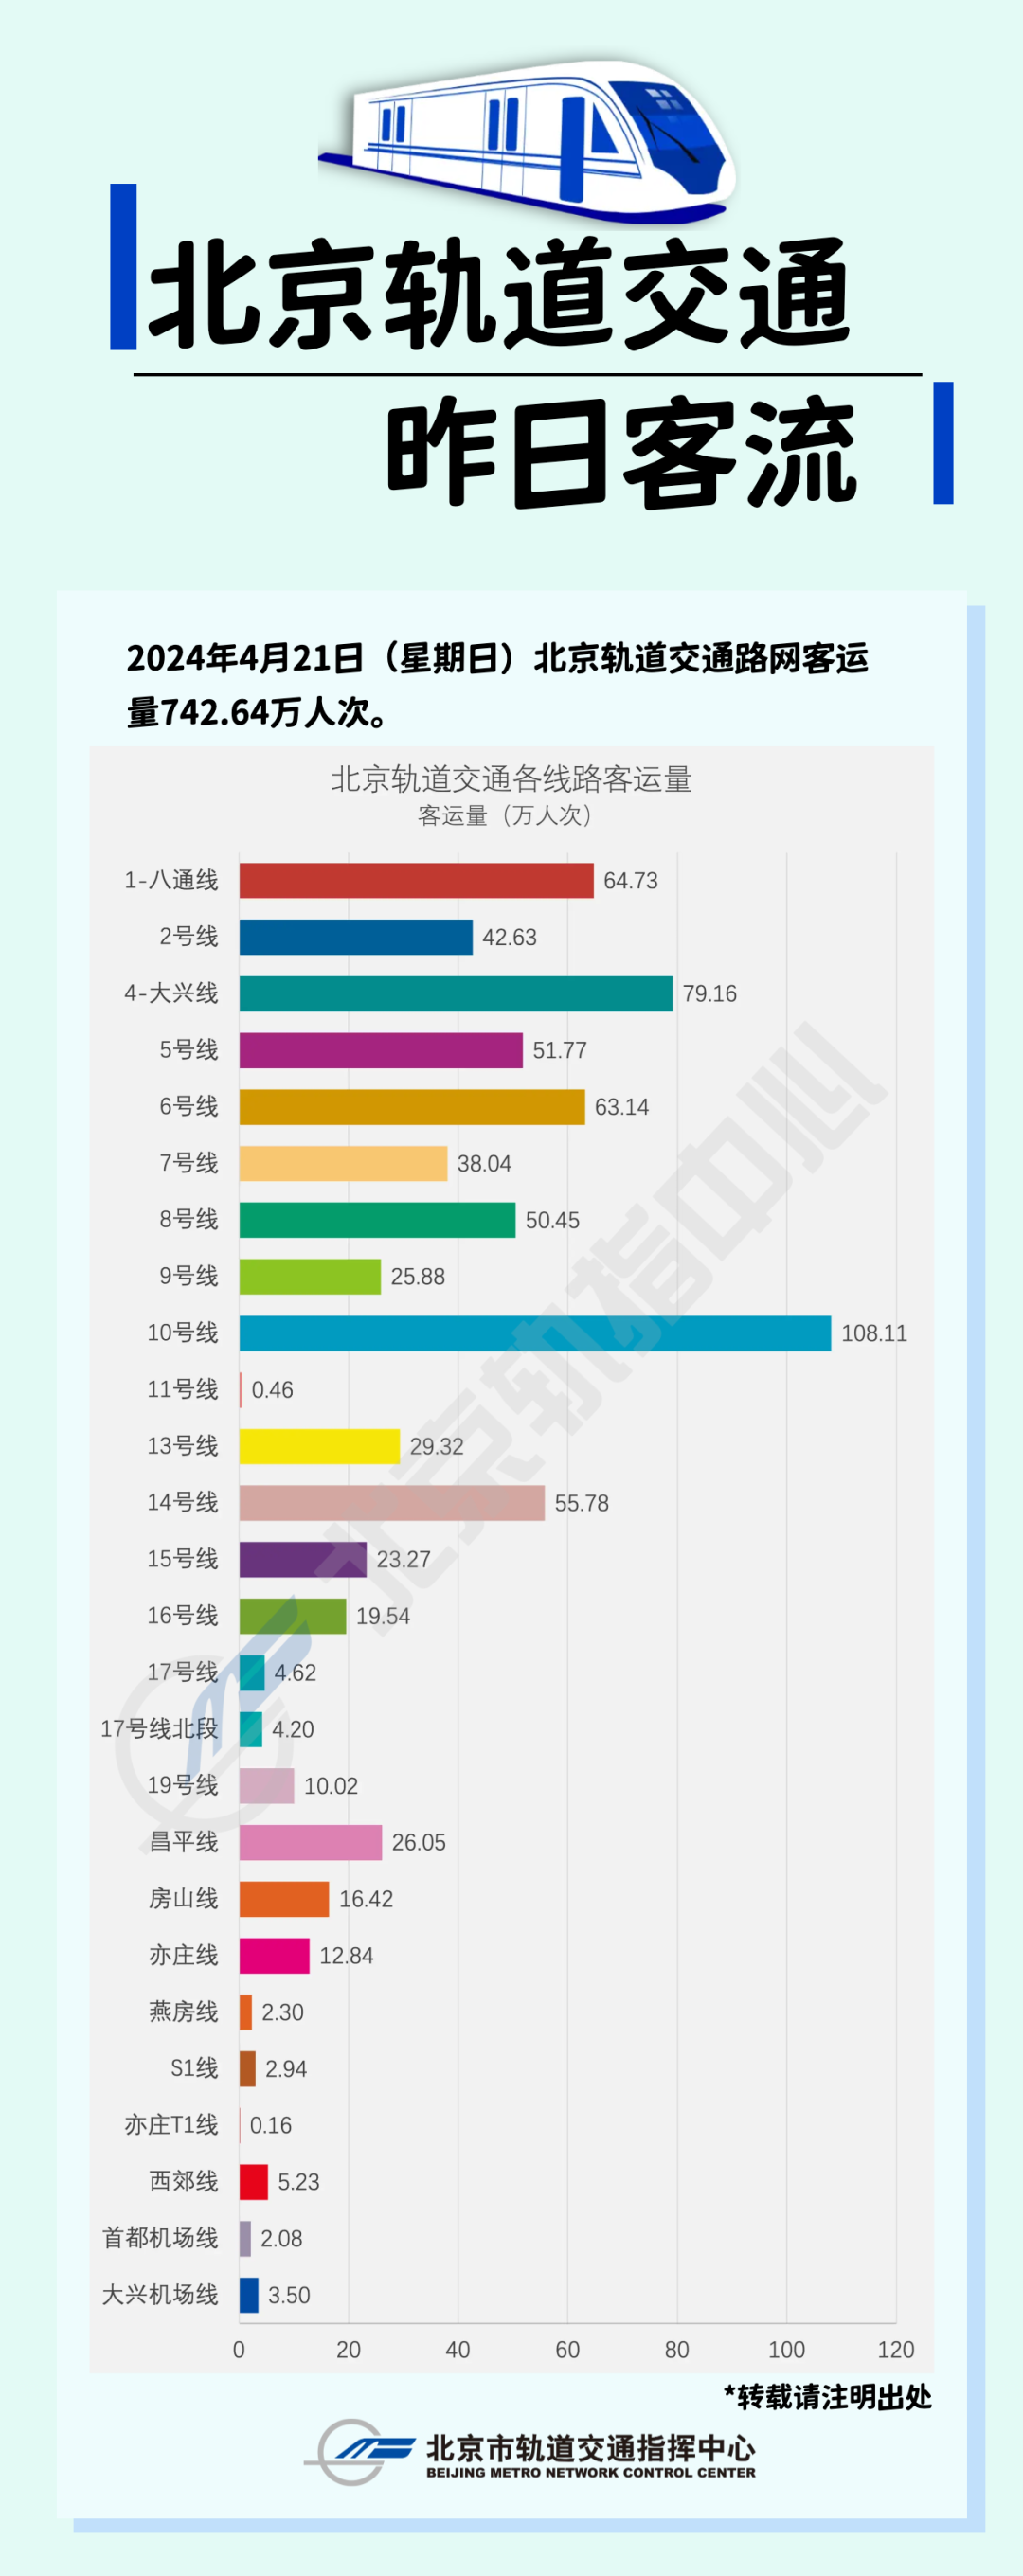 北京轨道交通
昨日客流
2024年4月21日（星期日）北京轨道交通路网客运
量742.64万人次。
北京轨道交通各线路客运量
客运量（万人次）
1-八通线 64.73
2号线 42.63
4-大兴线 79.16
5号线 51.77
6号线 63.14
7号线 38.04
8号线 50.45
9号线 25.88
10号线 108.11
11号线 0.46
13号线 29.32
14号线 55.78
15号线 23.27
16号线 19.54
17号线 4.62
17号线北段 4.20
19号线 10.02
昌平线 26.05
房山线 16.42
亦庄线 12.84
燕房线 2.30
S1线 2.94
亦庄T1线 0.16
西郊线 5.23
首都机场线 2.08
大兴机场线 3.50
0 20 40 60 80 100 120
北京轨指中心
*转载请注明出处
北京市轨道交通指挥中心
BEIJING METRO NETWORK CONTROL CENTER